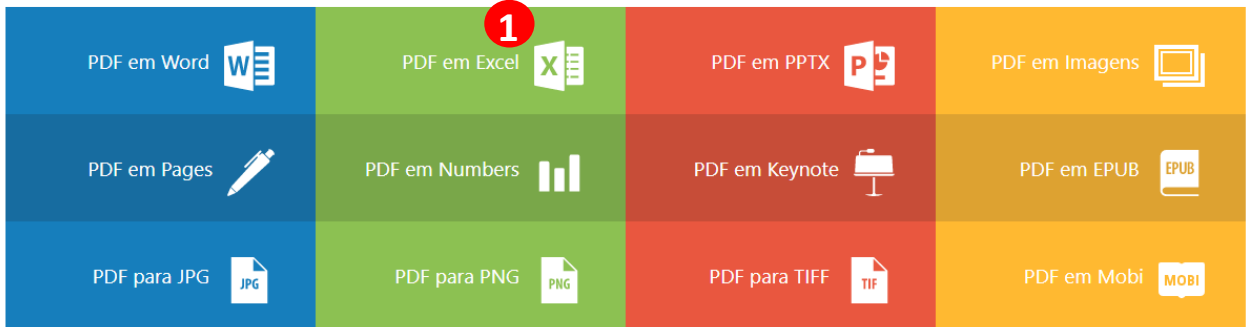 1
PDF em Word W
PDF em Excel X
PDF em PPTX P
PDF em Imagens
PDF em Pages
PDF em Numbers
PDF em Keynote
PDF em EPUB EPUB
PDF para JPG JPG
PDF para PNG PNG
PDF para TIFF TIF
PDF em Mobi MOBI